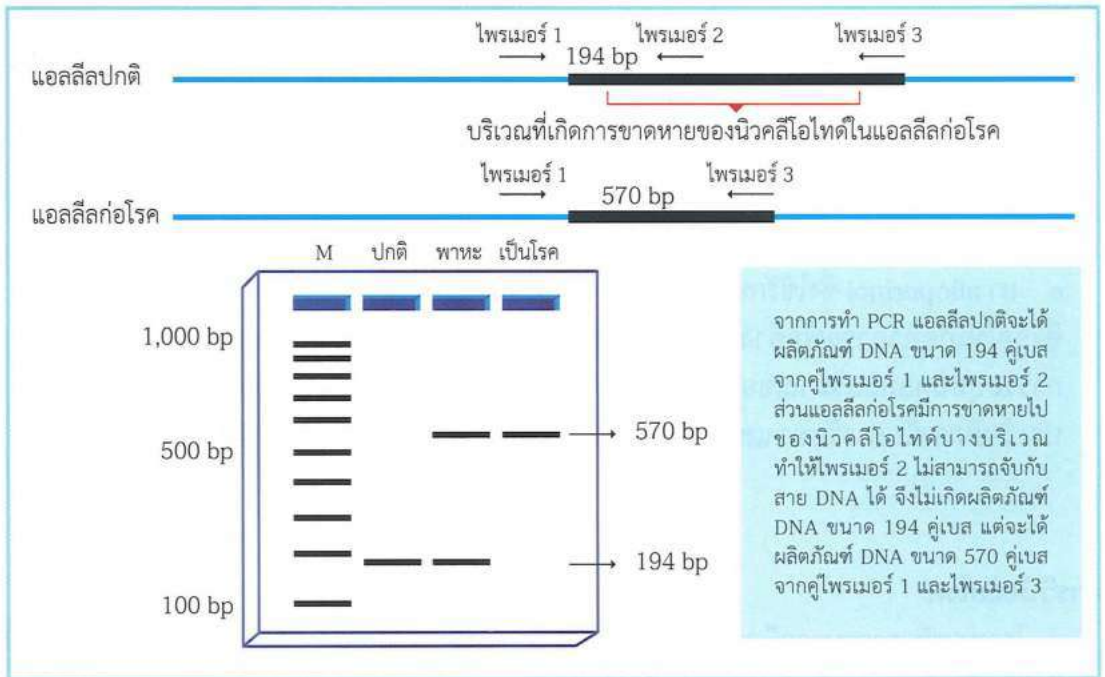 ไพรเมอร์ 1 ไพรเมอร์ 2 ไพรเมอร์ 3
194 bp
แอลลีลปกติ
บริเวณที่เกิดการขาดหายของนิวคลีโอไทด์ในแอลลีลก่อโรค
ไพรเมอร์ 1 ไพรเมอร์ 3
570 bp
แอลลีลก่อโรค
M ปกติ พาหะ เป็นโรค
1,000 bp
500 bp
100 bp
570 bp
194 bp
จากการทำ PCR แอลลีลปกติจะได้
ผลิตภัณฑ์ DNA ขนาด 194 คู่เบส
จากคู่ไพรเมอร์ 1 และไพรเมอร์ 2
ส่วนแอลลีลก่อโรคมีการขาดหายไป
ของนิวคลีโอไทด์บางบริเวณ
ทำให้ไพรเมอร์ 2 ไม่สามารถจับกับ
สาย DNA ได้ จึงไม่เกิดผลิตภัณฑ์
DNA ขนาด 194 คู่เบส แต่จะได้
ผลิตภัณฑ์ DNA ขนาด 570 คู่เบส
จากคู่ไพรเมอร์ 1 และไพรเมอร์ 3